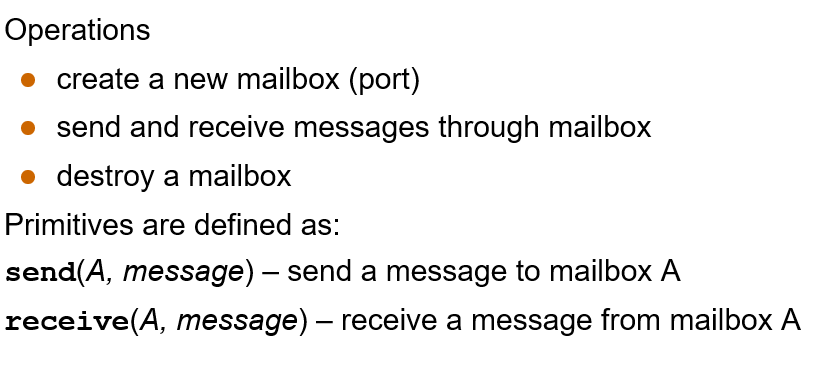 Operations
● create a new mailbox (port)
● send and receive messages through mailbox
● destroy a mailbox
Primitives are defined as:
send(A, message) – send a message to mailbox A
receive(A, message) – receive a message from mailbox A